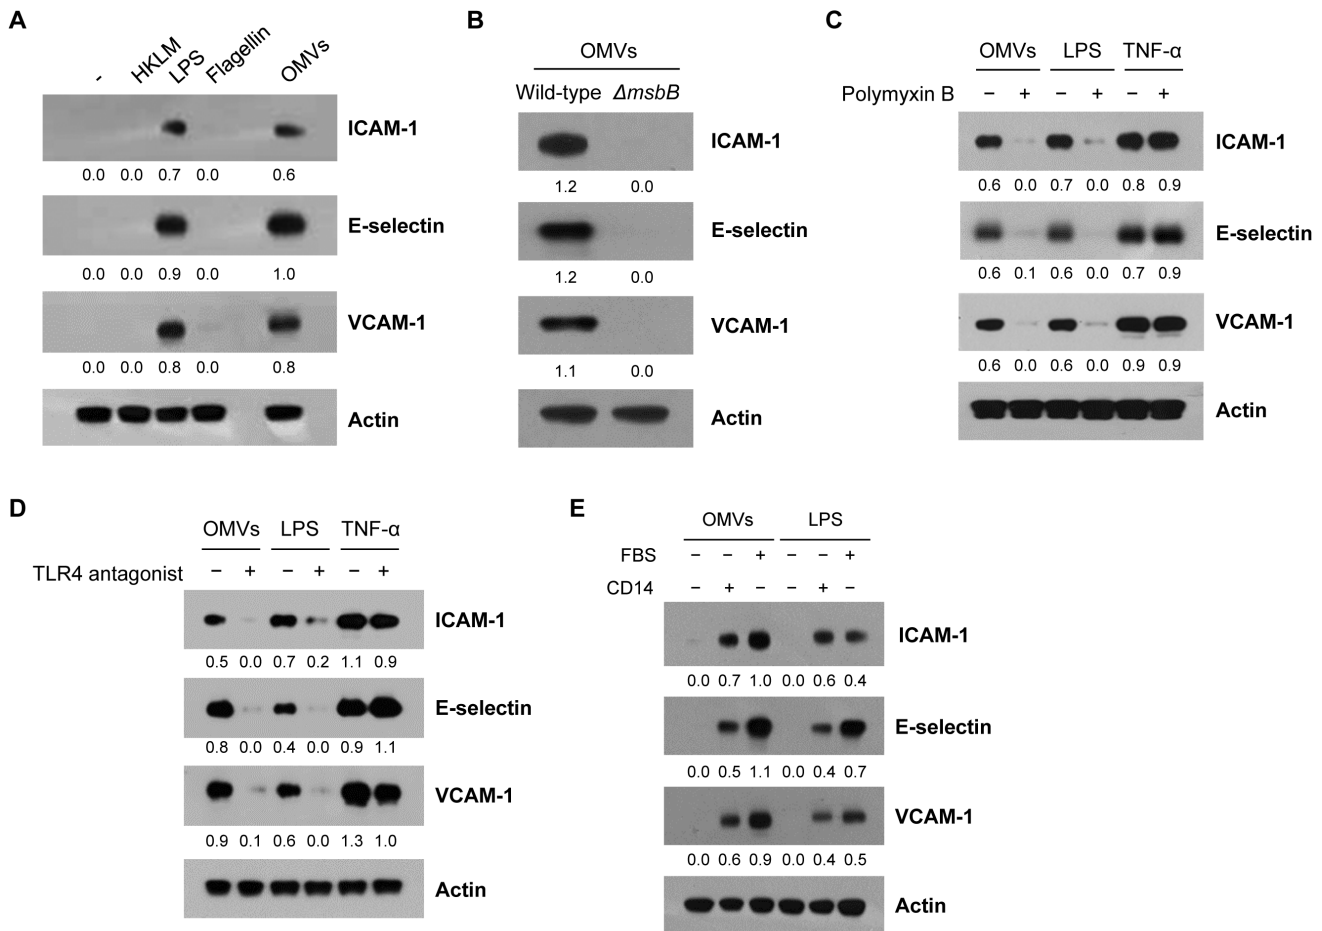 A
- HKLM LPS Flagellin OMVs
ICAM-1
0.0 0.0 0.7 0.0 0.6
E-selectin
0.0 0.0 0.9 0.0 1.0
VCAM-1
0.0 0.0 0.8 0.0 0.8
Actin
B
OMVs
Wild-type ΔmsbB
ICAM-1
1.2 0.0
E-selectin
1.2 0.0
VCAM-1
1.1 0.0
Actin
C
OMVs LPS TNF-α
Polymyxin B − + − + − +
ICAM-1
0.6 0.0 0.7 0.0 0.8 0.9
E-selectin
0.6 0.1 0.6 0.0 0.7 0.9
VCAM-1
0.6 0.0 0.6 0.0 0.9 0.9
Actin
D
OMVs LPS TNF-α
TLR4 antagonist − + − + − +
ICAM-1
0.5 0.0 0.7 0.2 1.1 0.9
E-selectin
0.8 0.0 0.4 0.0 0.9 1.1
VCAM-1
0.9 0.1 0.6 0.0 1.3 1.0
Actin
E
OMVs LPS
FBS − − + − − +
CD14 − + − − + −
ICAM-1
0.0 0.7 1.0 0.0 0.6 0.4
E-selectin
0.0 0.5 1.1 0.0 0.4 0.7
VCAM-1
0.0 0.6 0.9 0.0 0.4 0.5
Actin